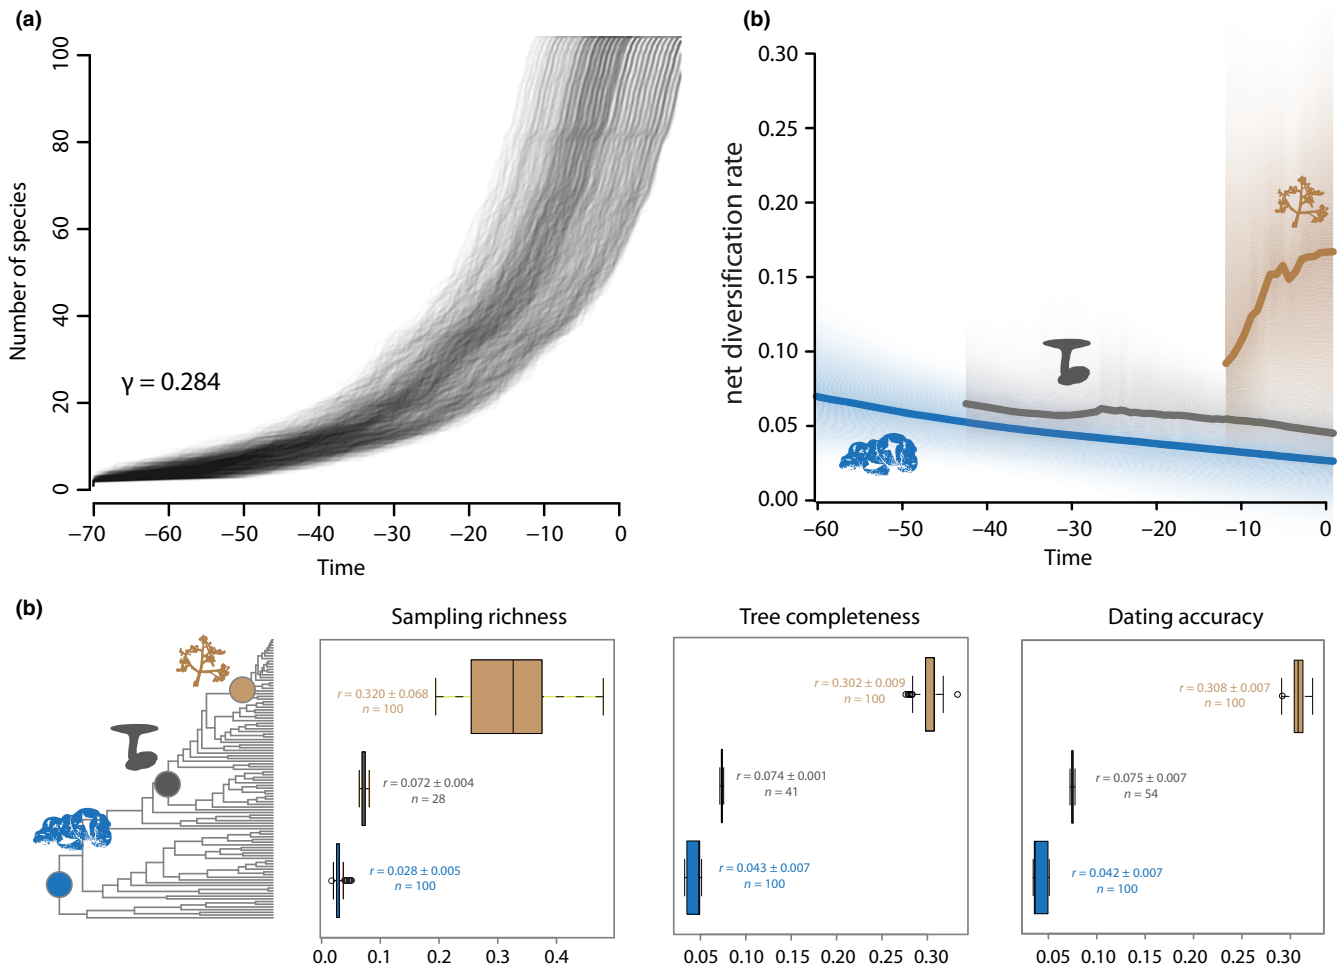 (a)
Number of species
100
80
60
40
20
0
γ = 0.284
−70
−60
−50
−40
−30
−20
−10
0
Time
(b)
net diversification rate
0.30
0.25
0.20
0.15
0.10
0.05
0.00
−60
−50
−40
−30
−20
−10
0
Time
(b)
Sampling richness
r = 0.320 ± 0.068
n = 100
r = 0.072 ± 0.004
n = 28
r = 0.028 ± 0.005
n = 100
0.0
0.1
0.2
0.3
0.4
Tree completeness
r = 0.302 ± 0.009
n = 100
r = 0.074 ± 0.001
n = 41
r = 0.043 ± 0.007
n = 100
0.05
0.10
0.15
0.20
0.25
0.30
Dating accuracy
r = 0.308 ± 0.007
n = 100
r = 0.075 ± 0.007
n = 54
r = 0.042 ± 0.007
n = 100
0.05
0.10
0.15
0.20
0.25
0.30